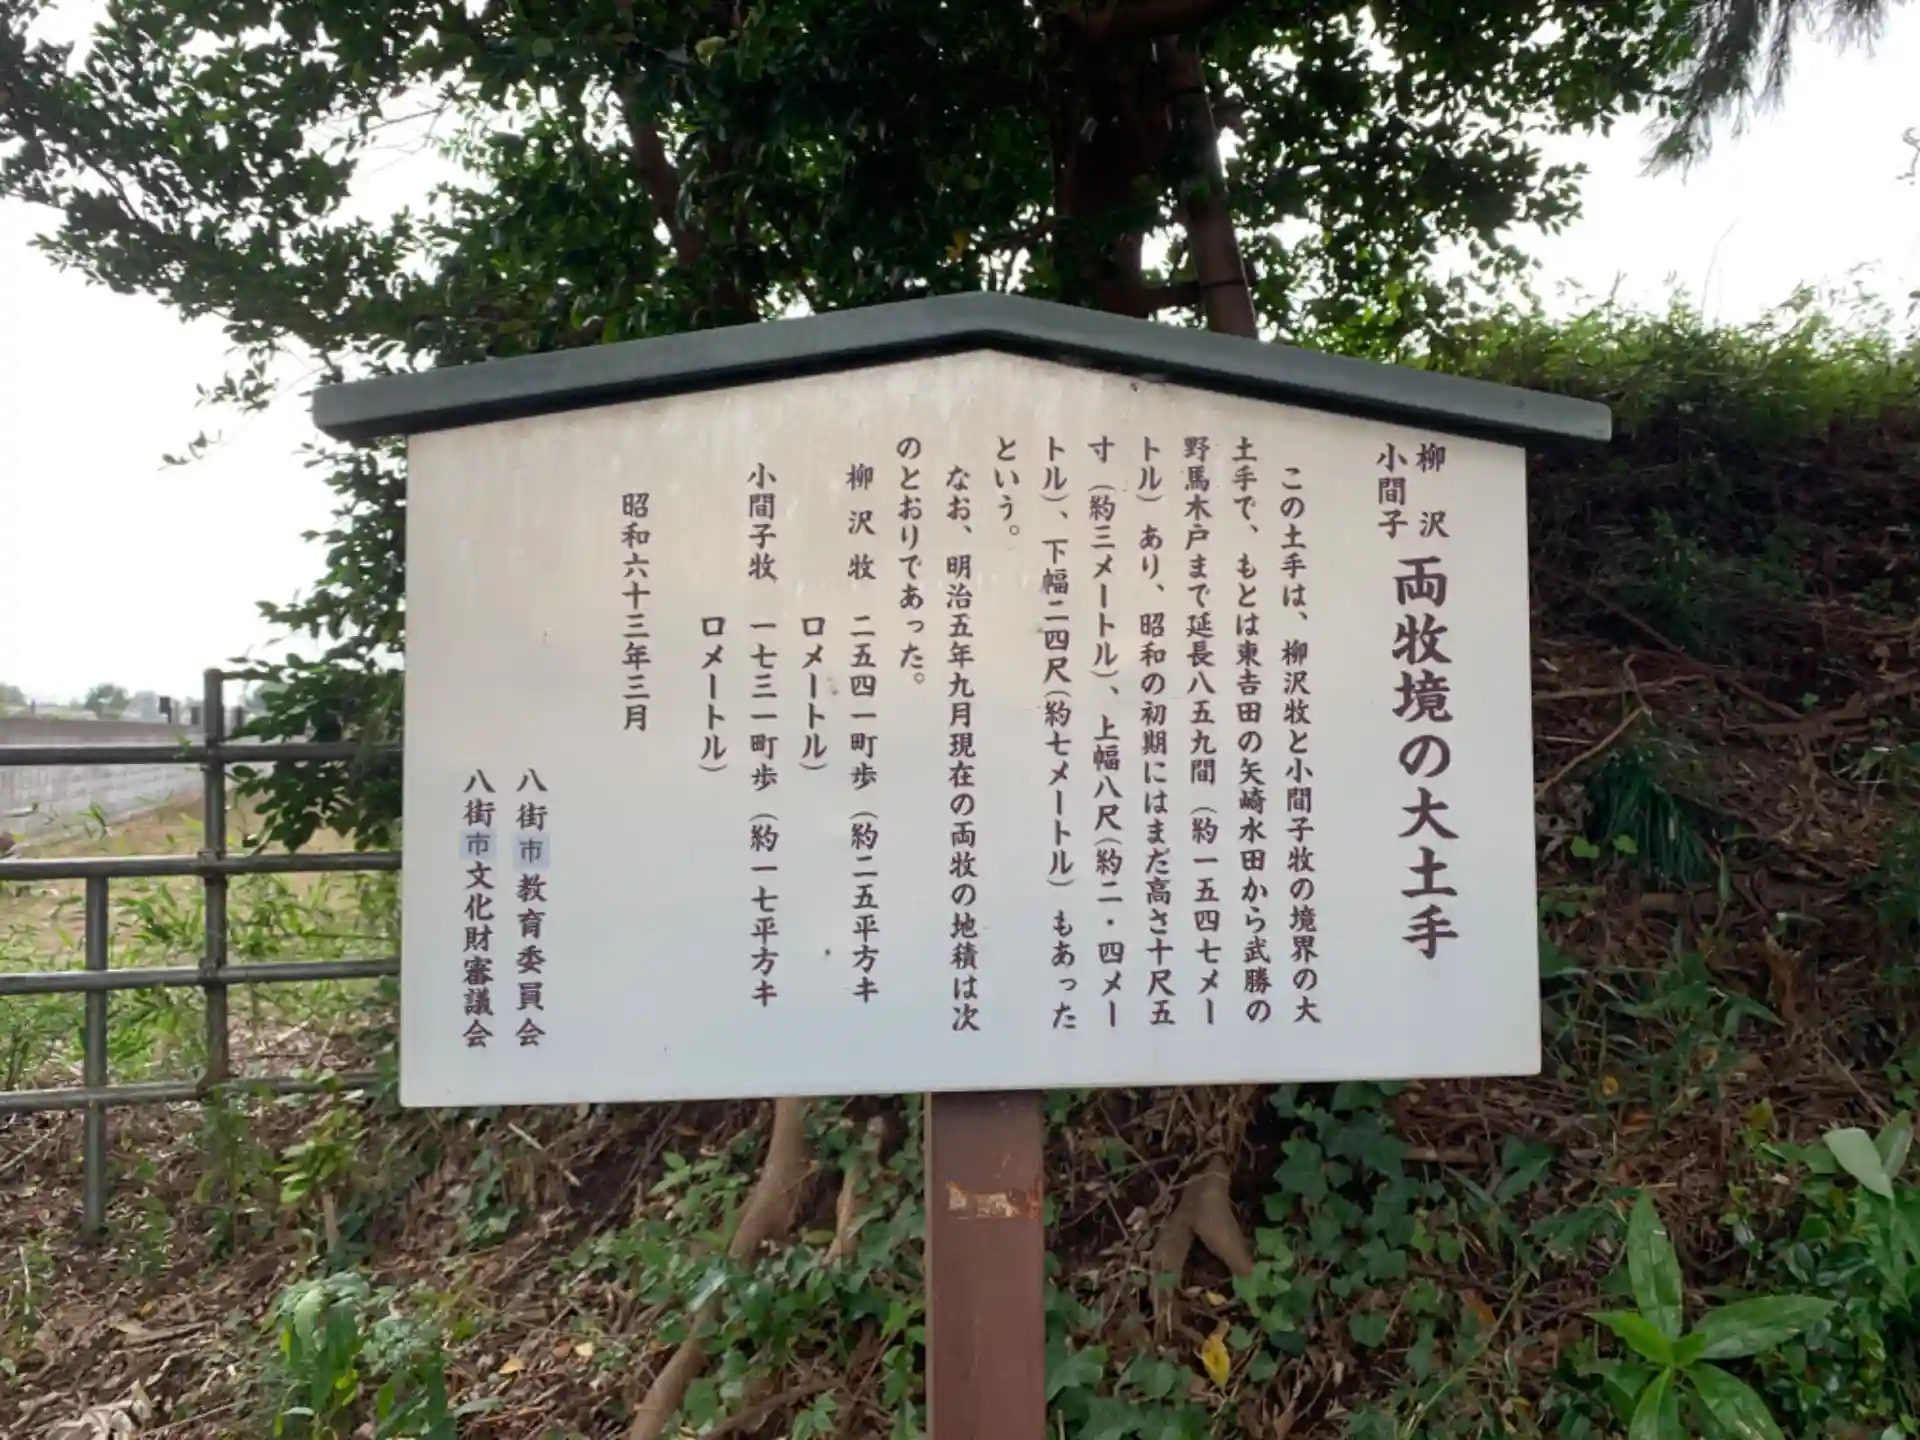 柳沢
小間子
両牧境の大土手
この土手は、柳沢牧と小間子牧の境界の大
土手で、もとは東吉田の矢崎水田から武勝の
野馬木戸まで延長八五九間(約一五四七メー
トル)あり、昭和の初期にはまだ高さ十尺五
寸(約三メートル)、上幅八尺(約二・四メー
トル)、下幅二四尺(約七メートル)もあった
という。
なお、明治五年九月現在の両牧の地積は次
のとおりであった。
柳沢牧 二五四一町歩(約二五平方キ
ロメートル)
小間子牧 一七三一町歩(約一七平方キ
ロメートル)
昭和六十三年三月
八街市教育委員会
八街市文化財審議会